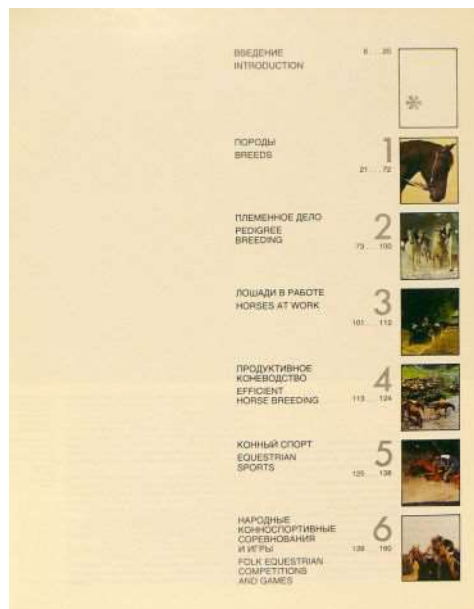 ВВЕДЕНИЕ
INTRODUCTION
6 ... 20
ПОРОДЫ
BREEDS
1
21 ... 72
ПЛЕМЕННОЕ ДЕЛО
PEDIGREE
BREEDING
2
73 ... 100
ЛОШАДИ В РАБОТЕ
HORSES AT WORK
3
101 ... 112
ПРОДУКТИВНОЕ
КОНЕВОДСТВО
EFFICIENT
HORSE BREEDING
4
113 ... 124
КОННЫЙ СПОРТ
EQUESTRIAN
SPORTS
5
125 ... 138
НАРОДНЫЕ
КОННОСПОРТИВНЫЕ
СОРЕВНОВАНИЯ
И ИГРЫ
FOLK EQUESTRIAN
COMPETITIONS
AND GAMES
6
139 ... 160